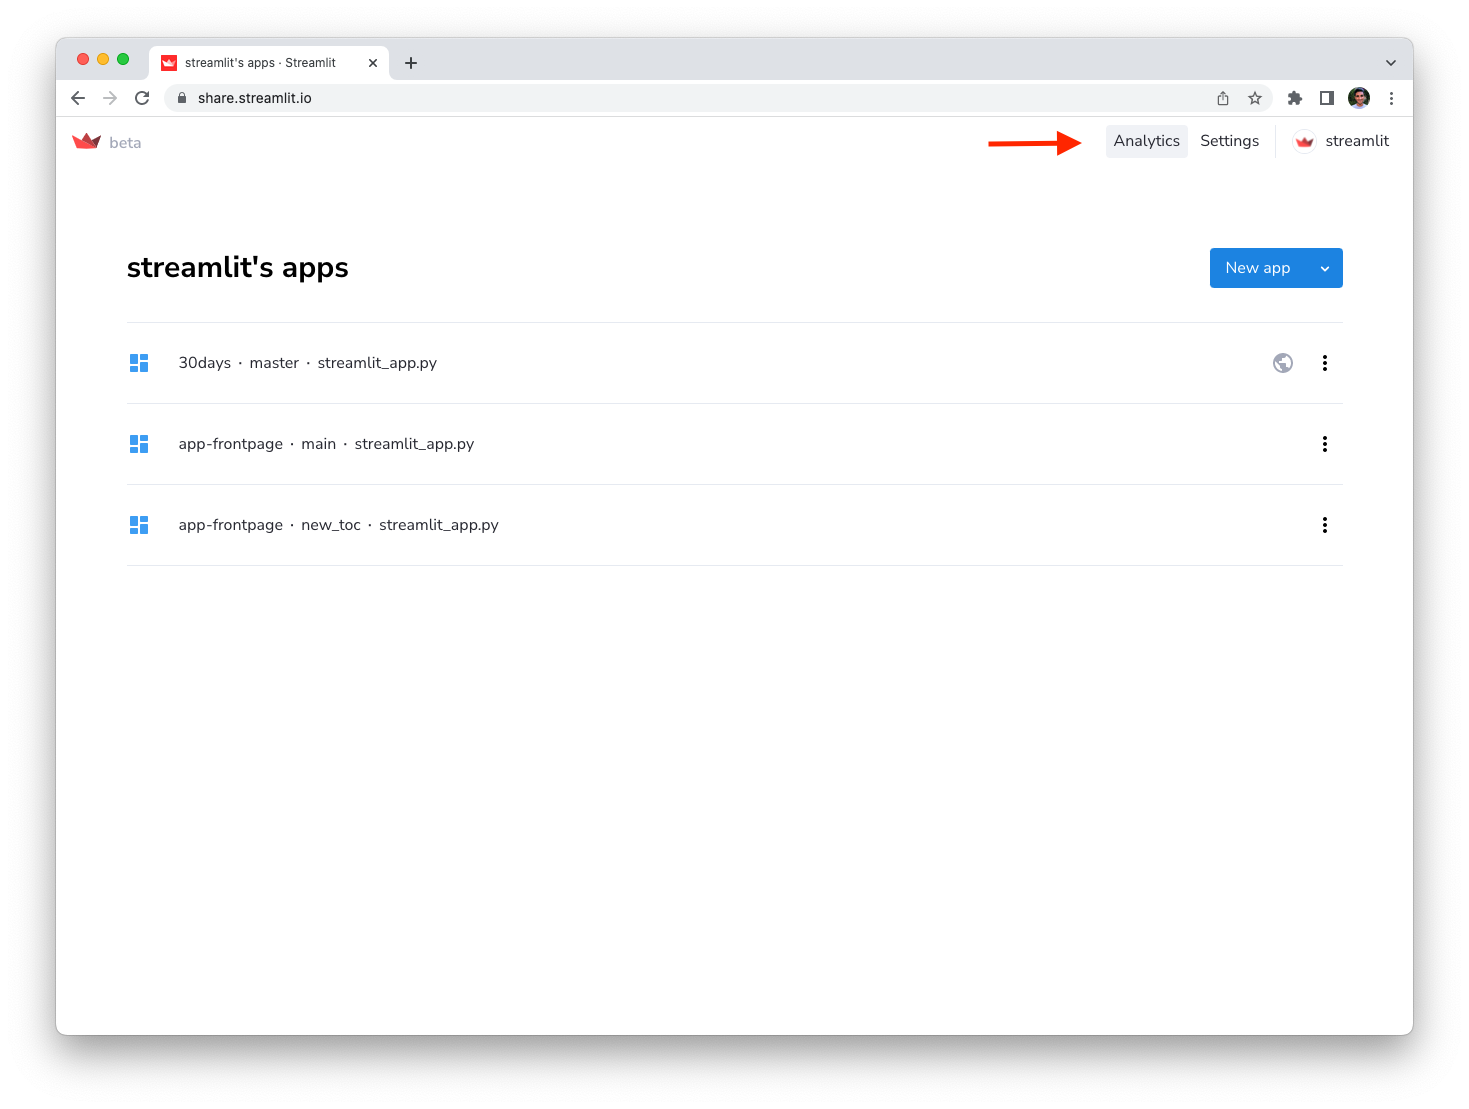 streamlit's apps · Streamlit
share.streamlit.io
beta
Analytics Settings streamlit
streamlit's apps
New app
30days · master · streamlit_app.py
app-frontpage · main · streamlit_app.py
app-frontpage · new_toc · streamlit_app.py